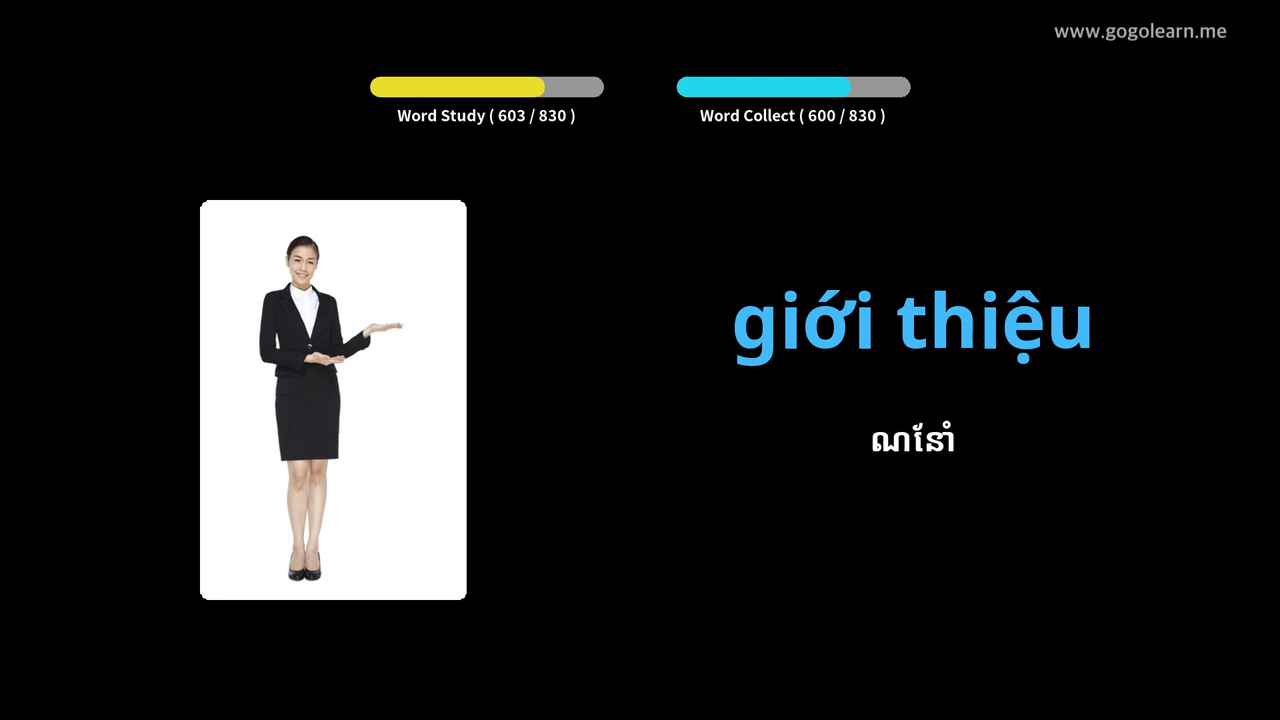 www.gogolearn.me
Word Study ( 603 / 830 )
Word Collect ( 600 / 830 )
giới thiệu
ណែនាំ